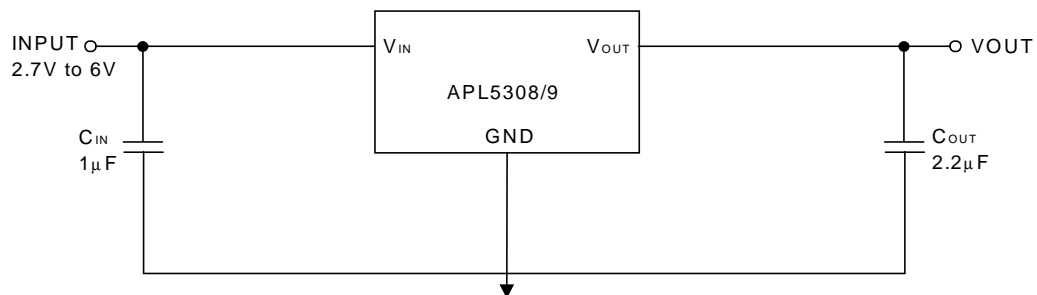 INPUT
2.7V to 6V
VIN
VOUT
VOUT
APL5308/9
GND
CIN
1μF
COUT
2.2μF